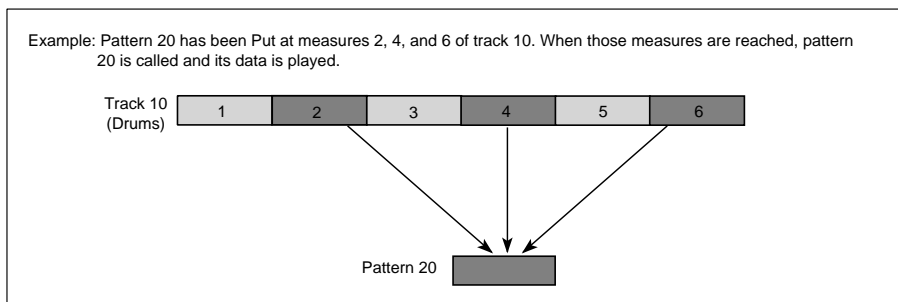 Example: Pattern 20 has been Put at measures 2, 4, and 6 of track 10. When those measures are reached, pattern
20 is called and its data is played.
Track 10
(Drums)
1 2 3 4 5 6
Pattern 20